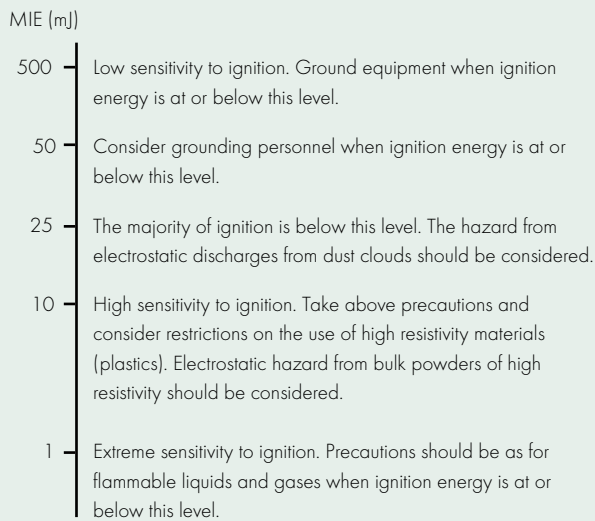 MIE (mJ)
500 Low sensitivity to ignition. Ground equipment when ignition
energy is at or below this level.
50 Consider grounding personnel when ignition energy is at or
below this level.
25 The majority of ignition is below this level. The hazard from
electrostatic discharges from dust clouds should be considered.
10 High sensitivity to ignition. Take above precautions and
consider restrictions on the use of high resistivity materials
(plastics). Electrostatic hazard from bulk powders of high
resistivity should be considered.
1 Extreme sensitivity to ignition. Precautions should be as for
flammable liquids and gases when ignition energy is at or
below this level.